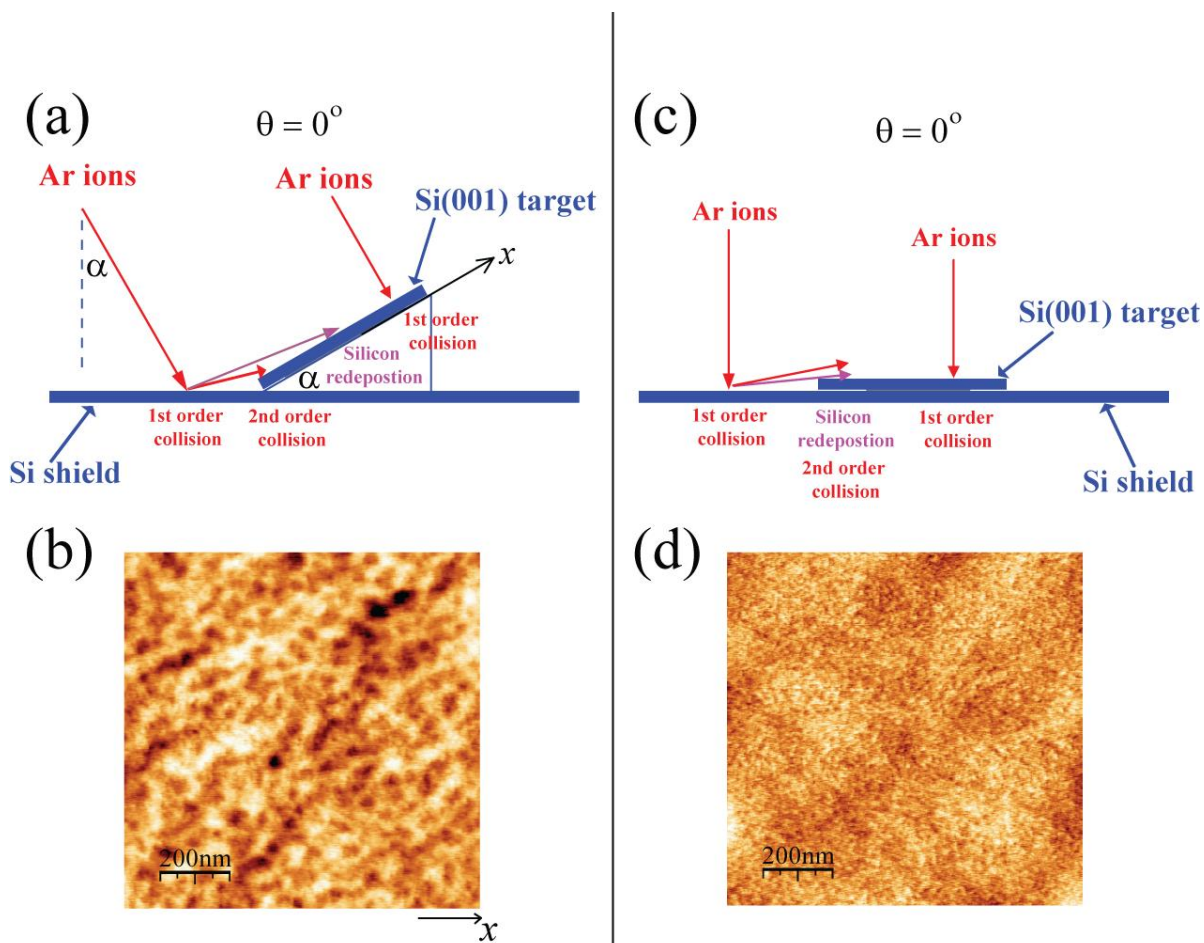 (a)
θ = 0°
Ar ions
Ar ions
Si(001) target
α
x
1st order
collision
Silicon
redepostion
α
1st order
collision
2nd order
collision
Si shield
(b)
200nm
x
(c)
θ = 0°
Ar ions
Ar ions
Si(001) target
1st order
collision
Silicon
redepostion
2nd order
collision
1st order
collision
Si shield
(d)
200nm